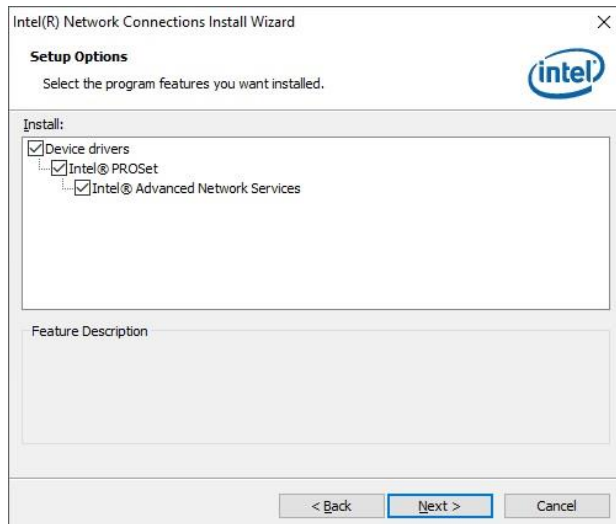 Intel(R) Network Connections Install Wizard
Setup Options
Select the program features you want installed.
intel
Install:
Device drivers
Intel® PROSet
Intel® Advanced Network Services
Feature Description
< Back
Next >
Cancel